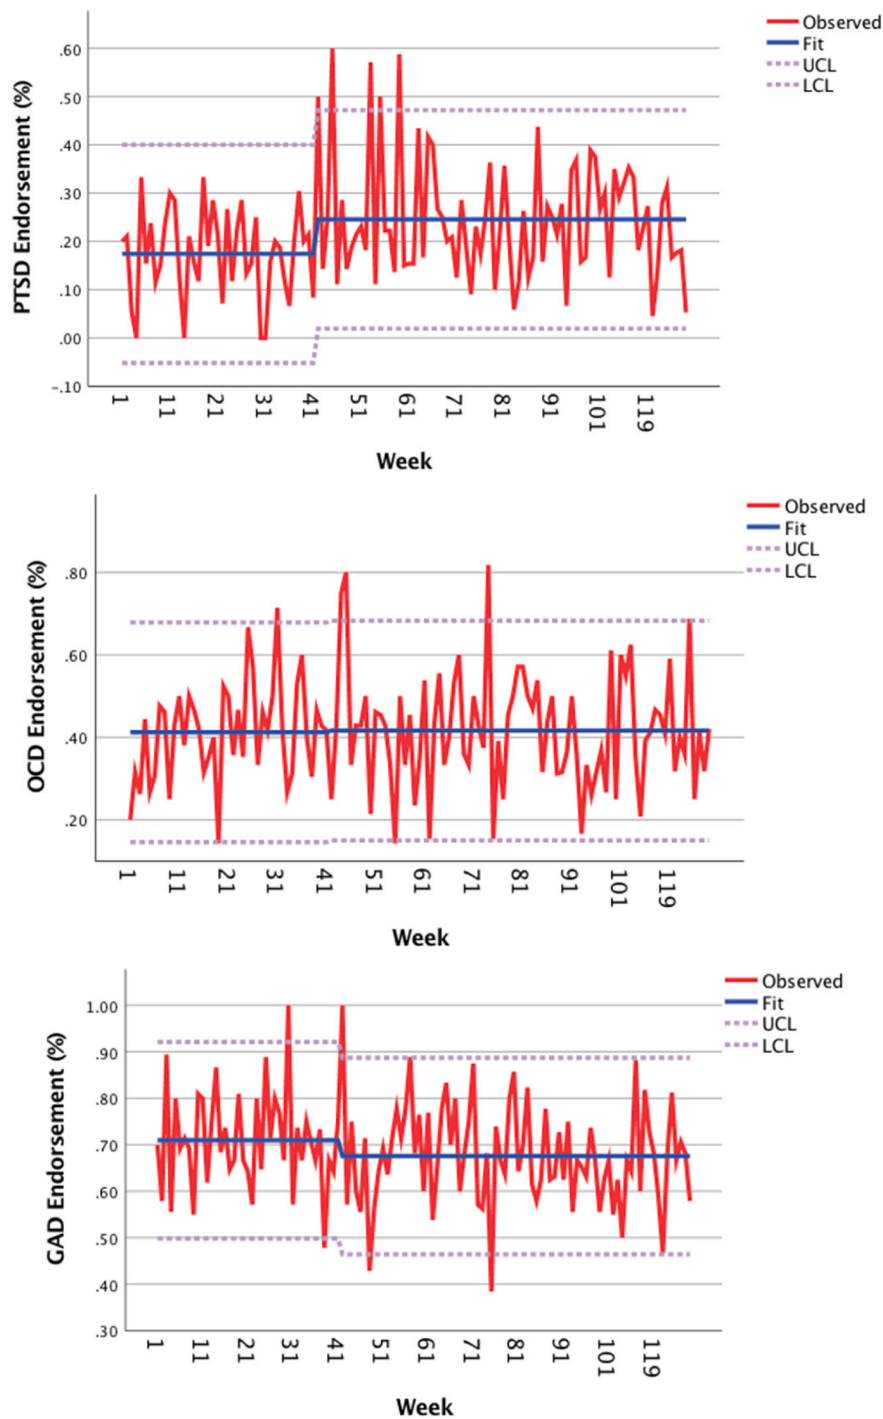 Observed
Fit
UCL
LCL
PTSD Endorsement (%)
.60
.50
.40
.30
.20
.10
.00
-.10
1 11 21 31 41 51 61 71 81 91 101 119
Week
Observed
Fit
UCL
LCL
OCD Endorsement (%)
.80
.60
.40
.20
1 11 21 31 41 51 61 71 81 91 101 119
Week
Observed
Fit
UCL
LCL
GAD Endorsement (%)
1.00
.90
.80
.70
.60
.50
.40
.30
1 11 21 31 41 51 61 71 81 91 101 119
Week